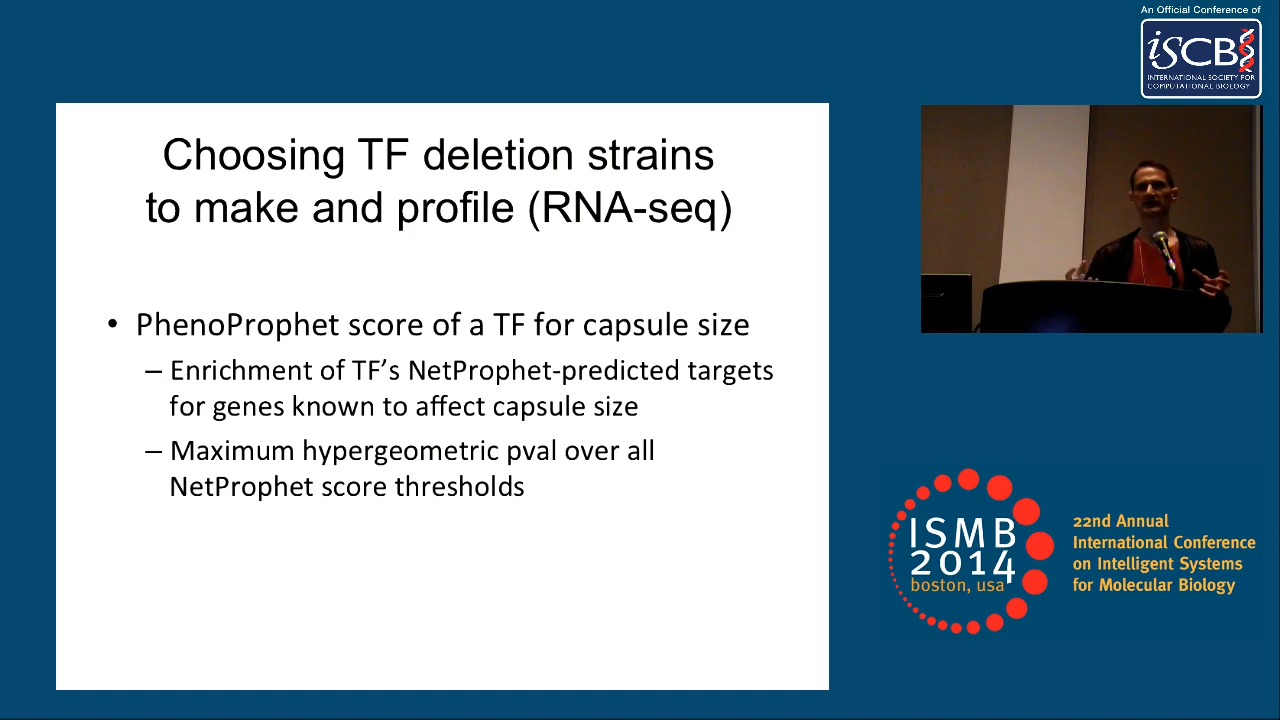 An Official Conference of
iSCB
INTERNATIONAL SOCIETY FOR
COMPUTATIONAL BIOLOGY
Choosing TF deletion strains
to make and profile (RNA-seq)
• PhenoProphet score of a TF for capsule size
– Enrichment of TF’s NetProphet-predicted targets
for genes known to affect capsule size
– Maximum hypergeometric pval over all
NetProphet score thresholds
ISMB
2014
boston, usa
22nd Annual
International Conference
on Intelligent Systems
for Molecular Biology